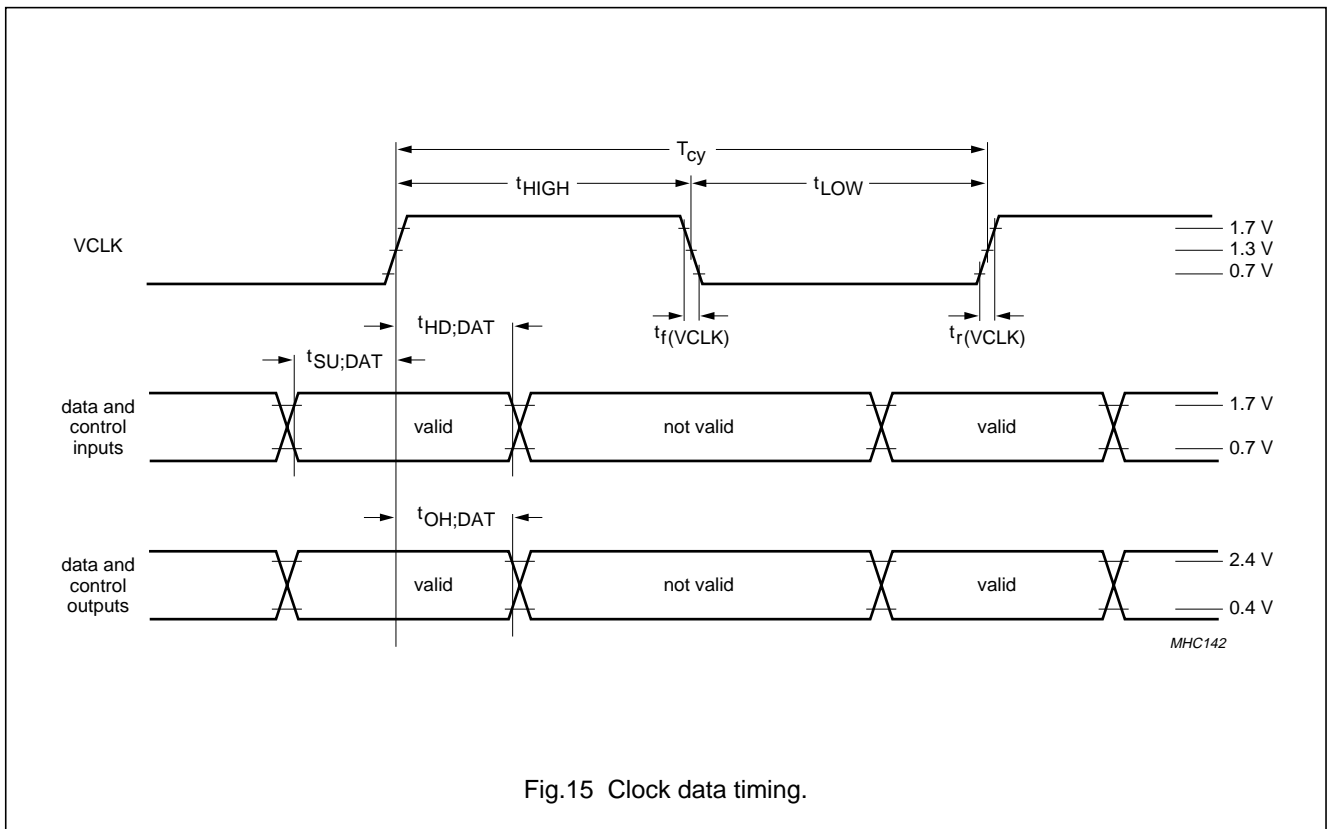 Tcy
tHIGH
tLOW
VCLK
1.7 V
1.3 V
0.7 V
tHD;DAT
tf(VCLK)
tr(VCLK)
tSU;DAT
data and
control
inputs
valid
not valid
valid
1.7 V
0.7 V
tOH;DAT
data and
control
outputs
valid
not valid
valid
2.4 V
0.4 V
MHC142
Fig.15 Clock data timing.